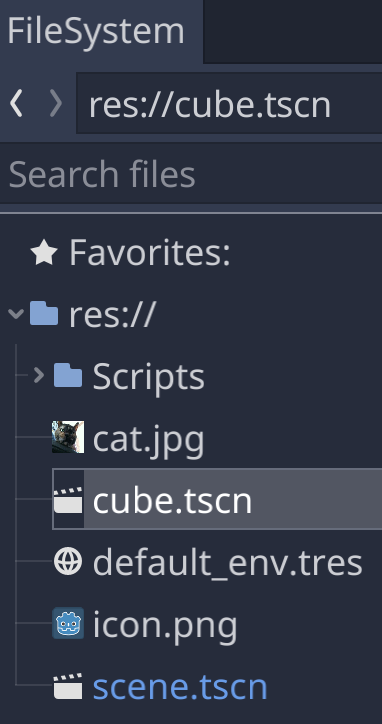 FileSystem
res://cube.tscn
Search files
Favorites:
res://
Scripts
cat.jpg
cube.tscn
default_env.tres
icon.png
scene.tscn